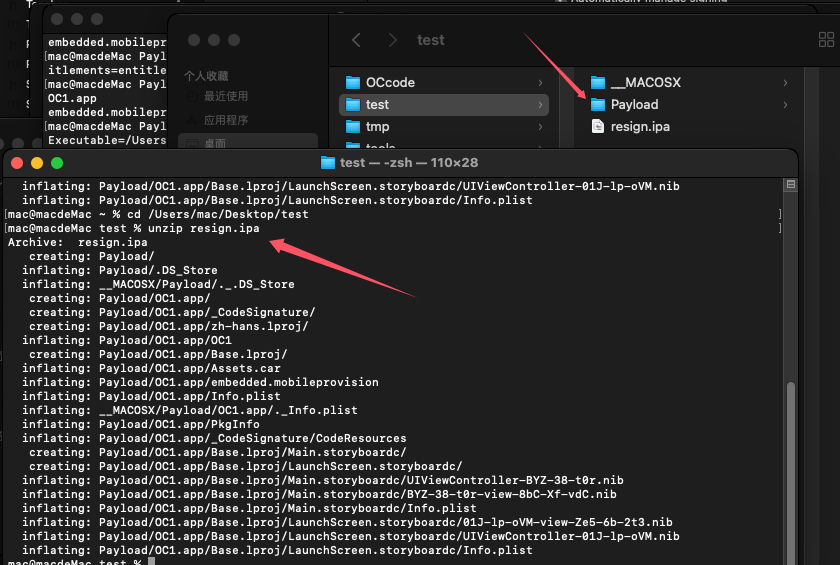 Automatically manage signing
embedded.mobilepro
[mac@macdeMac Payl
itlements=entitle
[mac@macdeMac Payl
OC1.app
embedded.mobilepr
[mac@macdeMac Payl
Executable=/Users
test
个人收藏
最近使用
应用程序
桌面
OCcode
test
tmp
tools
__MACOSX
Payload
resign.ipa
test — -zsh — 110×28
inflating: Payload/OC1.app/Base.lproj/LaunchScreen.storyboardc/UIViewController-01J-lp-oVM.nib
inflating: Payload/OC1.app/Base.lproj/LaunchScreen.storyboardc/Info.plist
[mac@macdeMac ~ % cd /Users/mac/Desktop/test ]
[mac@macdeMac test % unzip resign.ipa ]
Archive:  resign.ipa
creating: Payload/
inflating: Payload/.DS_Store
inflating: __MACOSX/Payload/._.DS_Store
creating: Payload/OC1.app/
creating: Payload/OC1.app/_CodeSignature/
creating: Payload/OC1.app/zh-hans.lproj/
inflating: Payload/OC1.app/OC1
creating: Payload/OC1.app/Base.lproj/
inflating: Payload/OC1.app/Assets.car
inflating: Payload/OC1.app/embedded.mobileprovision
inflating: Payload/OC1.app/Info.plist
inflating: __MACOSX/Payload/OC1.app/._Info.plist
inflating: Payload/OC1.app/PkgInfo
inflating: Payload/OC1.app/_CodeSignature/CodeResources
creating: Payload/OC1.app/Base.lproj/Main.storyboardc/
creating: Payload/OC1.app/Base.lproj/LaunchScreen.storyboardc/
inflating: Payload/OC1.app/Base.lproj/Main.storyboardc/UIViewController-BYZ-38-t0r.nib
inflating: Payload/OC1.app/Base.lproj/Main.storyboardc/BYZ-38-t0r-view-8bC-Xf-vdC.nib
inflating: Payload/OC1.app/Base.lproj/Main.storyboardc/Info.plist
inflating: Payload/OC1.app/Base.lproj/LaunchScreen.storyboardc/01J-lp-oVM-view-Ze5-6b-2t3.nib
inflating: Payload/OC1.app/Base.lproj/LaunchScreen.storyboardc/UIViewController-01J-lp-oVM.nib
inflating: Payload/OC1.app/Base.lproj/LaunchScreen.storyboardc/Info.plist
mac@macdeMac test %